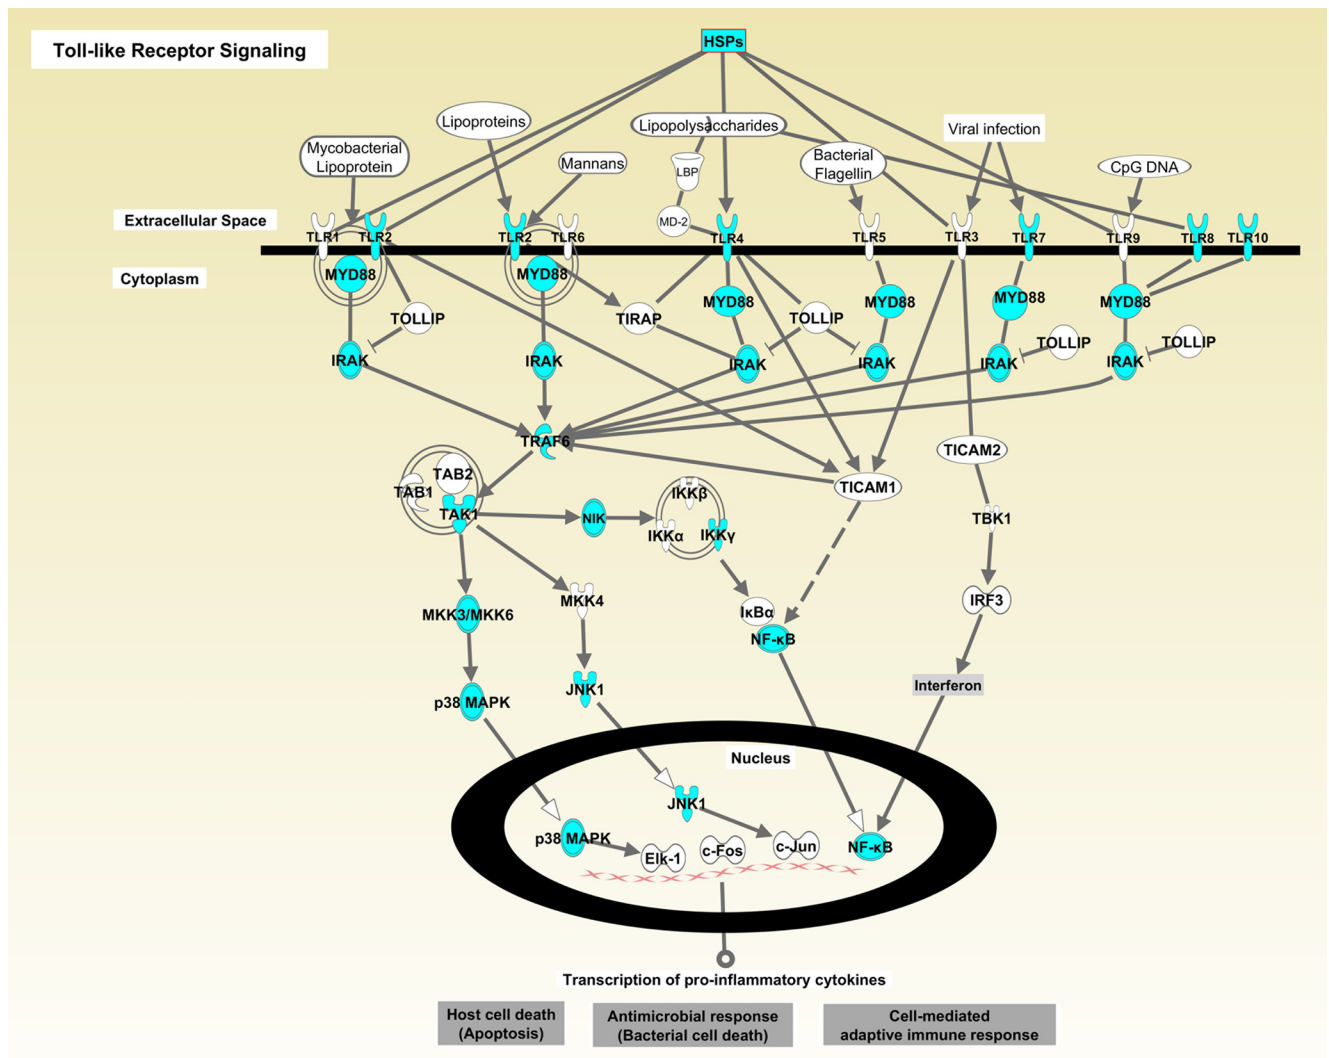 Toll-like Receptor Signaling
HSPs
Lipoproteins
Lipopolysaccharides
Viral infection
Mycobacterial
Lipoprotein
Mannans
LBP
Bacterial
Flagellin
CpG DNA
Extracellular Space
MD-2
TLR1
TLR2
TLR2
TLR6
TLR4
TLR5
TLR3
TLR7
TLR9
TLR8
TLR10
Cytoplasm
MYD88
MYD88
MYD88
MYD88
MYD88
MYD88
TOLLIP
TIRAP
TOLLIP
TOLLIP
TOLLIP
IRAK
IRAK
IRAK
IRAK
IRAK
IRAK
TRAF6
TICAM2
TAB2
TAB1
TAK1
NIK
IKKβ
IKKα
IKKγ
TICAM1
TBK1
MKK3/MKK6
MKK4
IκBα
NF-κB
IRF3
p38 MAPK
JNK1
Interferon
Nucleus
JNK1
p38 MAPK
Elk-1
c-Fos
c-Jun
NF-κB
Transcription of pro-inflammatory cytokines
Host cell death
(Apoptosis)
Antimicrobial response
(Bacterial cell death)
Cell-mediated
adaptive immune response